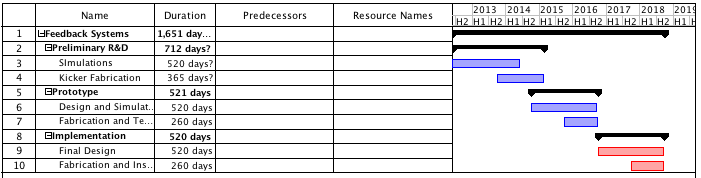 Name Duration Predecessors Resource Names 2013 2014 2015 2016 2017 2018 2019
H2 H1 H2 H1 H2 H1 H2 H1 H2 H1 H2 H1 H2 H1
1 Feedback Systems 1,651 day...
2 Preliminary R&D 712 days?
3 SImulations 520 days?
4 Kicker Fabrication 365 days?
5 Prototype 521 days
6 Design and Simulat... 520 days
7 Fabrication and Te... 260 days
8 Implementation 520 days
9 Final Design 520 days
10 Fabrication and Ins... 260 days